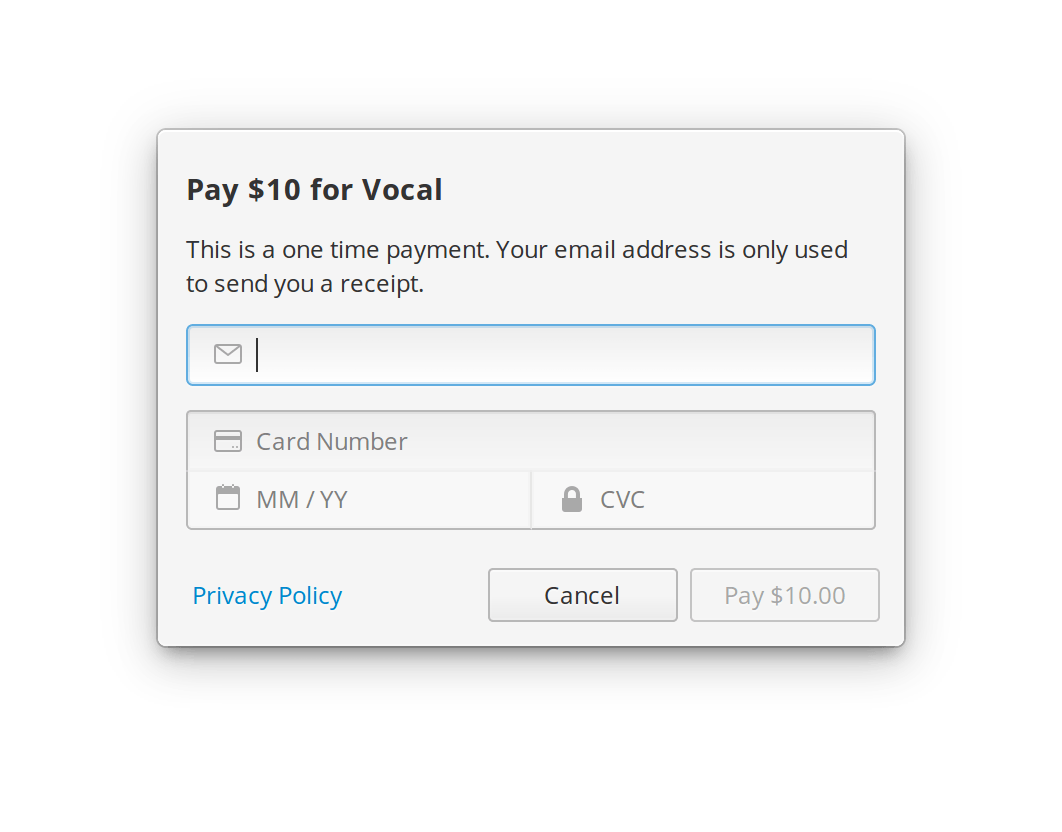 Pay $10 for Vocal
This is a one time payment. Your email address is only used
to send you a receipt.
Card Number
MM / YY
CVC
Privacy Policy
Cancel
Pay $10.00